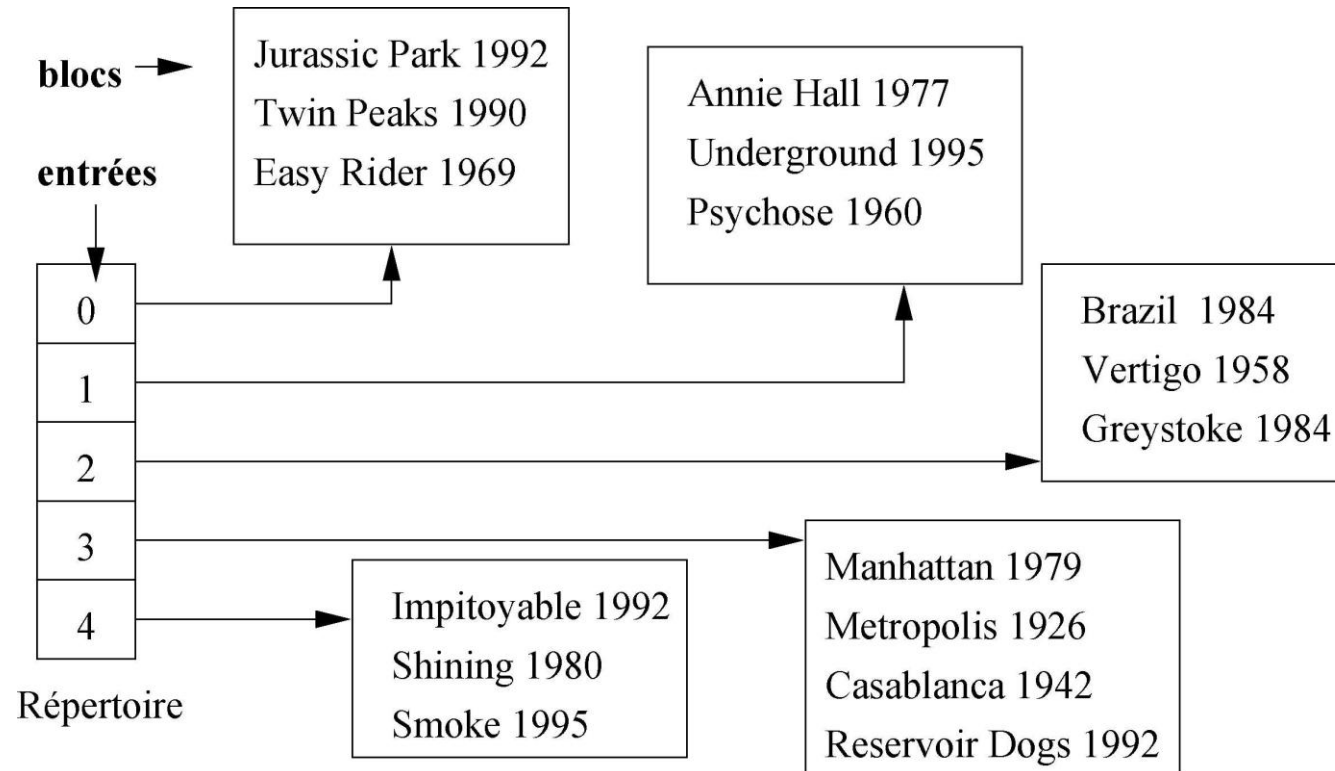 blocs
Jurassic Park 1992
Twin Peaks 1990
Easy Rider 1969
Annie Hall 1977
Underground 1995
Psychose 1960
entrées
0
1
2
3
4
Répertoire
Brazil 1984
Vertigo 1958
Greystoke 1984
Manhattan 1979
Metropolis 1926
Casablanca 1942
Reservoir Dogs 1992
Impitoyable 1992
Shining 1980
Smoke 1995